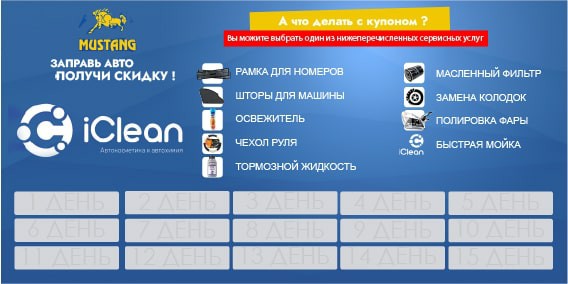 MUSTANG
ЗАПРАВЬ АВТО
ПОЛУЧИ СКИДКУ !
iClean
Автокосметика и автохимия
А что делать с купоном ?
Вы можите выбрать один из нижеперечисленных сервисных услуг
РАМКА ДЛЯ НОМЕРОВ
ШТОРЫ ДЛЯ МАШИНЫ
ОСВЕЖИТЕЛЬ
ЧЕХОЛ РУЛЯ
ТОРМОЗНОЙ ЖИДКОСТЬ
МАСЛЕННЫЙ ФИЛЬТР
ЗАМЕНА КОЛОДОК
ПОЛИРОВКА ФАРЫ
iClean
БЫСТРАЯ МОЙКА
1 ДЕНЬ
2 ДЕНЬ
3 ДЕНЬ
4 ДЕНЬ
5 ДЕНЬ
6 ДЕНЬ
7 ДЕНЬ
8 ДЕНЬ
9 ДЕНЬ
10 ДЕНЬ
11 ДЕНЬ
12 ДЕНЬ
13 ДЕНЬ
14 ДЕНЬ
15 ДЕНЬ